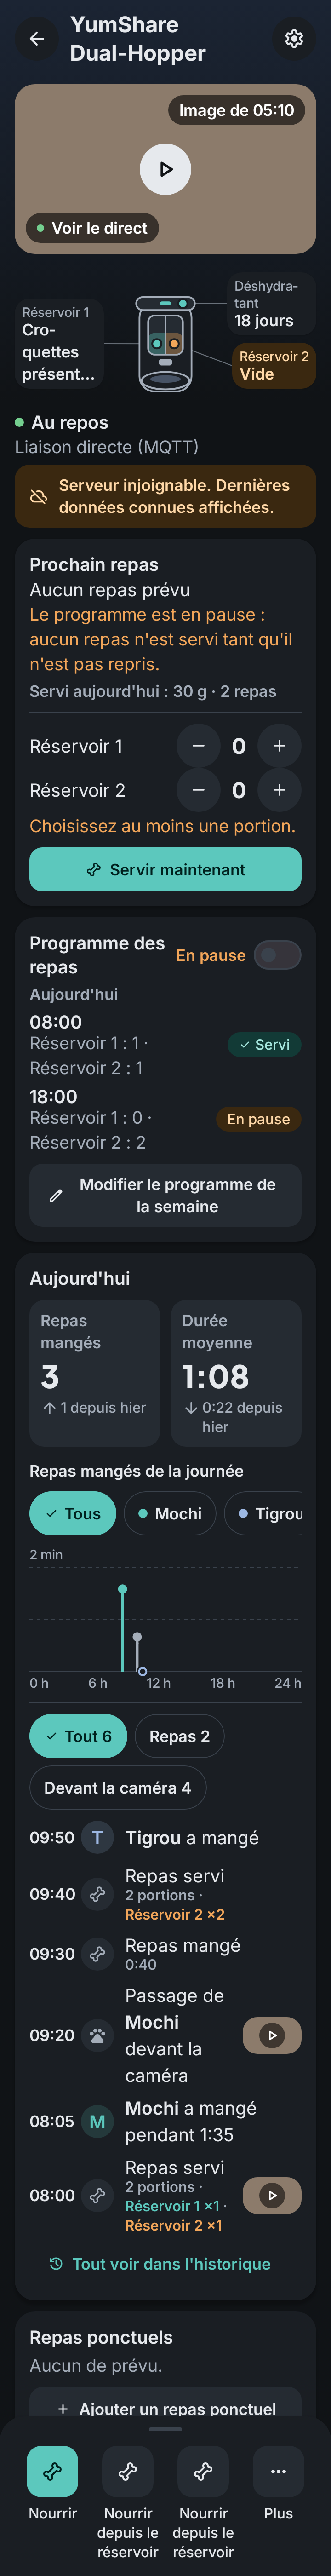 YumShare
Dual-Hopper
Image de 05:10
Voir le direct
Réservoir 1
Cro-
quettes
présent…
Déshydra-
tant
18 jours
Réservoir 2
Vide
Au repos
Liaison directe (MQTT)
Serveur injoignable. Dernières
données connues affichées.
Prochain repas
Aucun repas prévu
Le programme est en pause :
aucun repas n'est servi tant qu'il
n'est pas repris.
Servi aujourd'hui : 30 g · 2 repas
Réservoir 1
− 0 +
Réservoir 2
− 0 +
Choisissez au moins une portion.
Servir maintenant
Programme des
repas
En pause
Aujourd'hui
08:00
Réservoir 1 : 1 ·
Réservoir 2 : 1
Servi
18:00
Réservoir 1 : 0 ·
Réservoir 2 : 2
En pause
Modifier le programme de
la semaine
Aujourd'hui
Repas
mangés
3
↑ 1 depuis hier
Durée
moyenne
1:08
↓ 0:22 depuis
hier
Repas mangés de la journée
Tous
Mochi
Tigrou
2 min
0 h 6 h 12 h 18 h 24 h
Tout 6
Repas 2
Devant la caméra 4
09:50 T Tigrou a mangé
09:40 Repas servi
2 portions ·
Réservoir 2 ×2
09:30 Repas mangé
0:40
09:20 Passage de
Mochi
devant la
caméra
08:05 M Mochi a mangé
pendant 1:35
08:00 Repas servi
2 portions ·
Réservoir 1 ×1 ·
Réservoir 2 ×1
Tout voir dans l'historique
Repas ponctuels
Aucun de prévu.
+ Ajouter un repas ponctuel
Nourrir
Nourrir
depuis le
réservoir
Nourrir
depuis le
réservoir
Plus